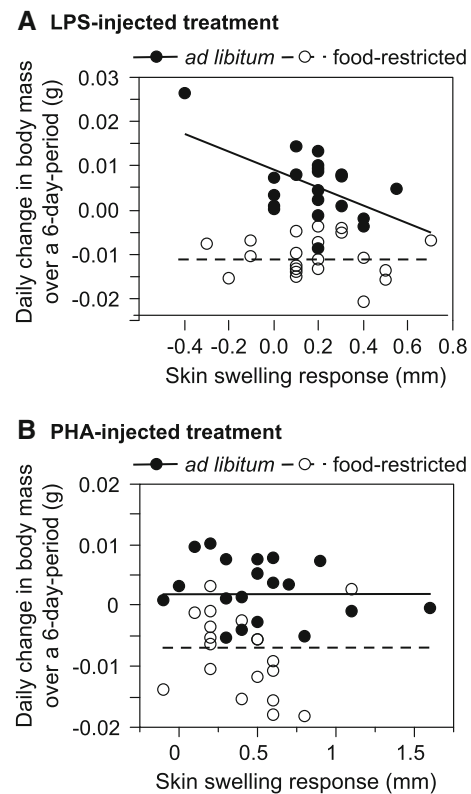 A LPS-injected treatment
ad libitum food-restricted
Daily change in body mass
over a 6-day-period (g)
0.03
0.02
0.01
0.00
-0.01
-0.02
-0.4 -0.2 0.0 0.2 0.4 0.6 0.8
Skin swelling response (mm)
B PHA-injected treatment
ad libitum food-restricted
Daily change in body mass
over a 6-day-period (g)
0.02
0.01
0
-0.01
-0.02
0 0.5 1 1.5
Skin swelling response (mm)